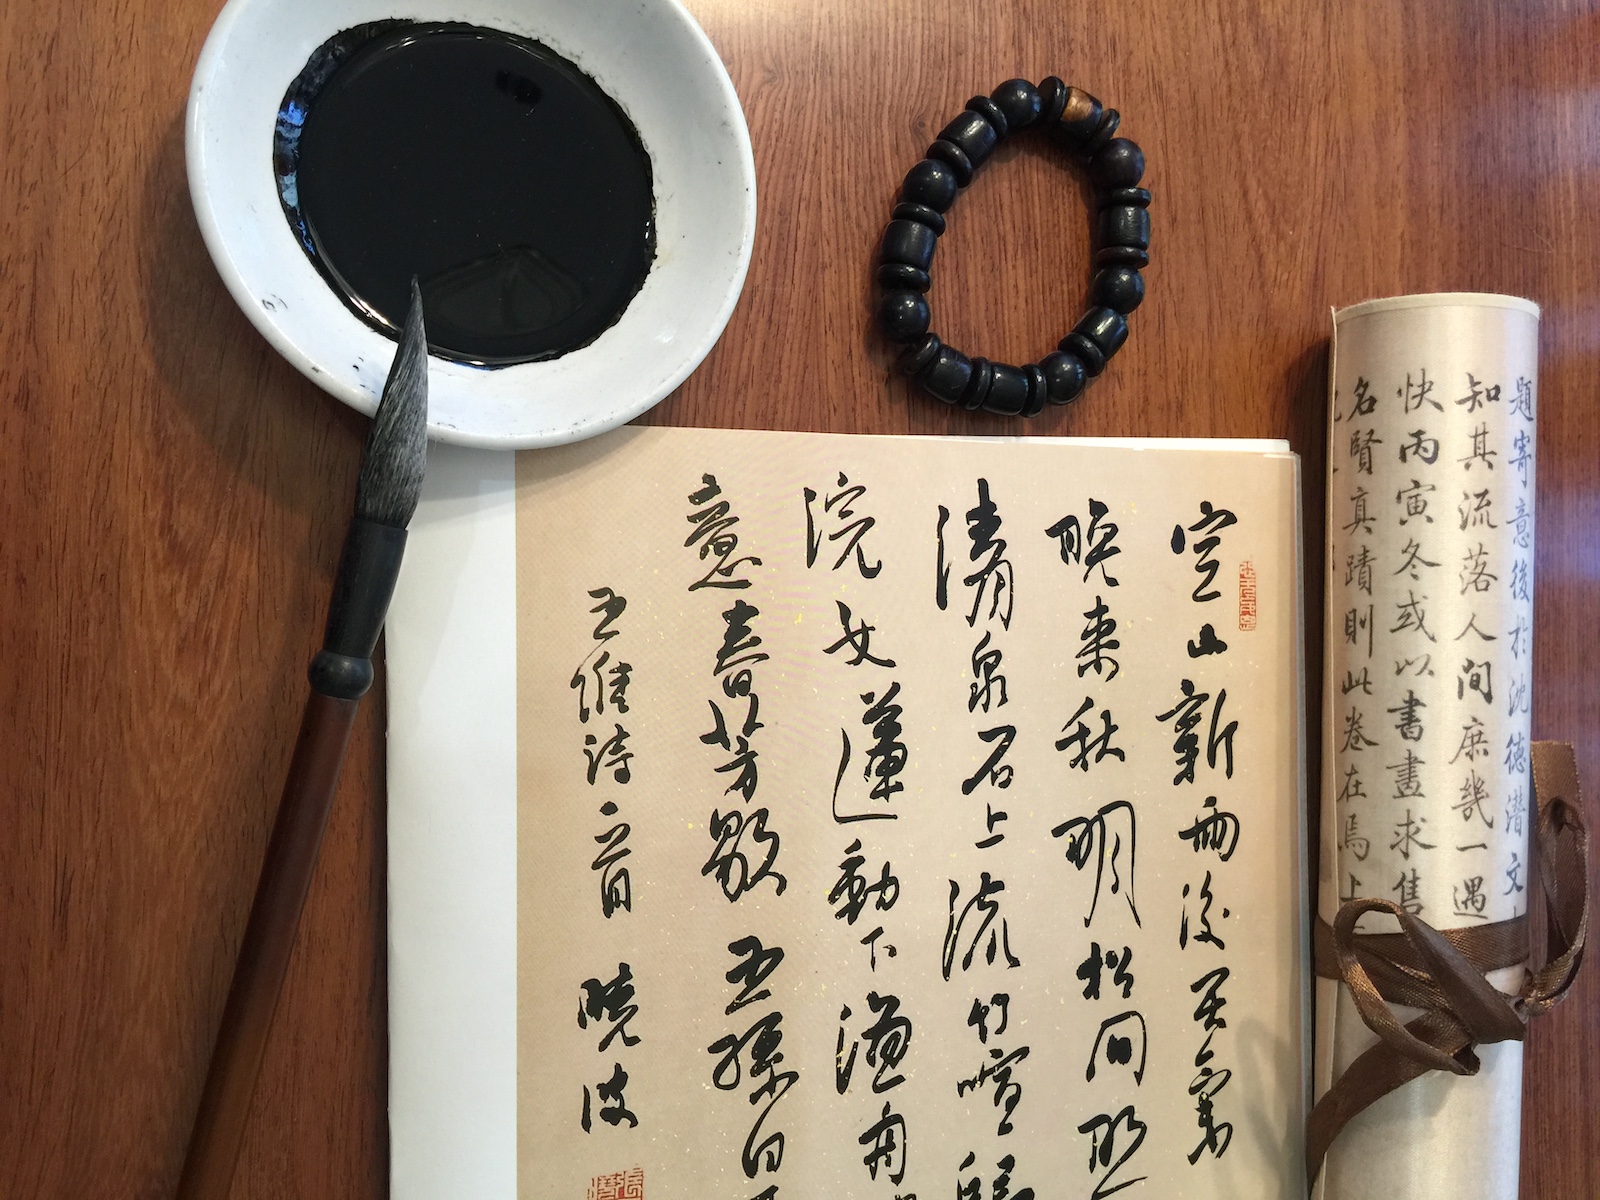 空山新雨後天氣
晚来秋明月松间照
清泉石上流竹喧歸
浣女蓮動下漁舟
意春芳歇王孫自
王維詩一首 曉波
題寄意後於沈德潜文
知其流落人間庶幾一遇
快丙寅冬或以書畫求售
名賢真蹟則此卷在焉上